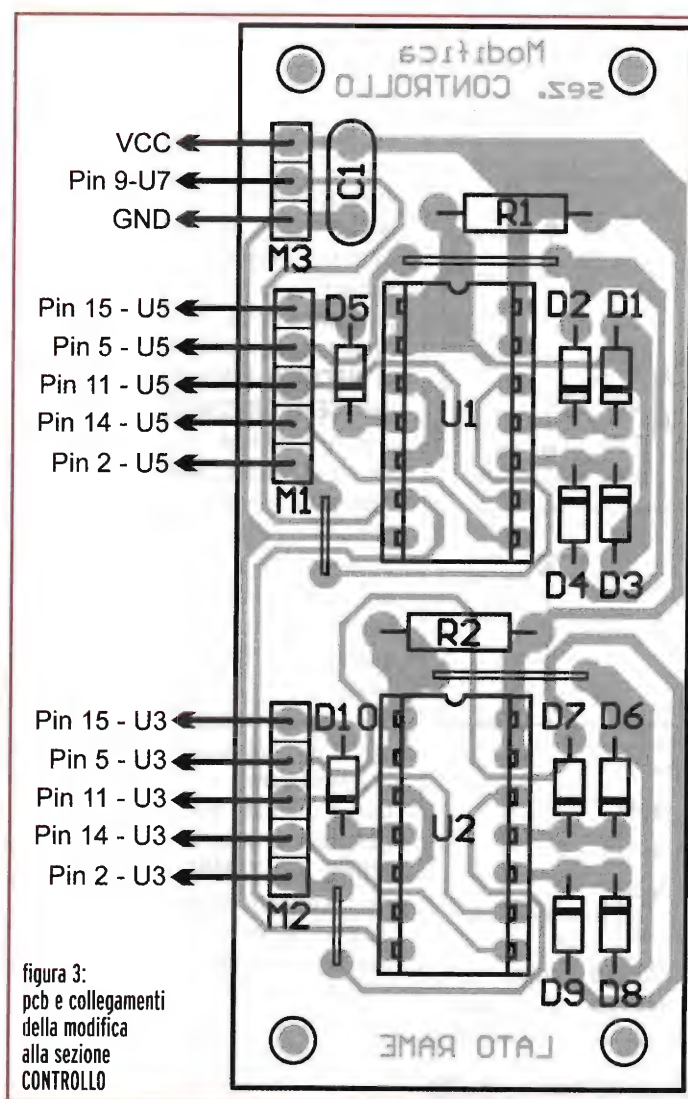 Modifica
sez. CONTROLLO
VCC
Pin 9-U7
GND
C1
R1
M3
Pin 15 - U5
Pin 5 - U5
Pin 11 - U5
Pin 14 - U5
Pin 2 - U5
D5
D2 D1
U1
M1
D4 D3
R2
Pin 15 - U3
Pin 5 - U3
Pin 11 - U3
Pin 14 - U3
Pin 2 - U3
D10
D7 D6
U2
M2
D9 D8
LATO RAME
figura 3:
pcb e collegamenti
della modifica
alla sezione
CONTROLLO